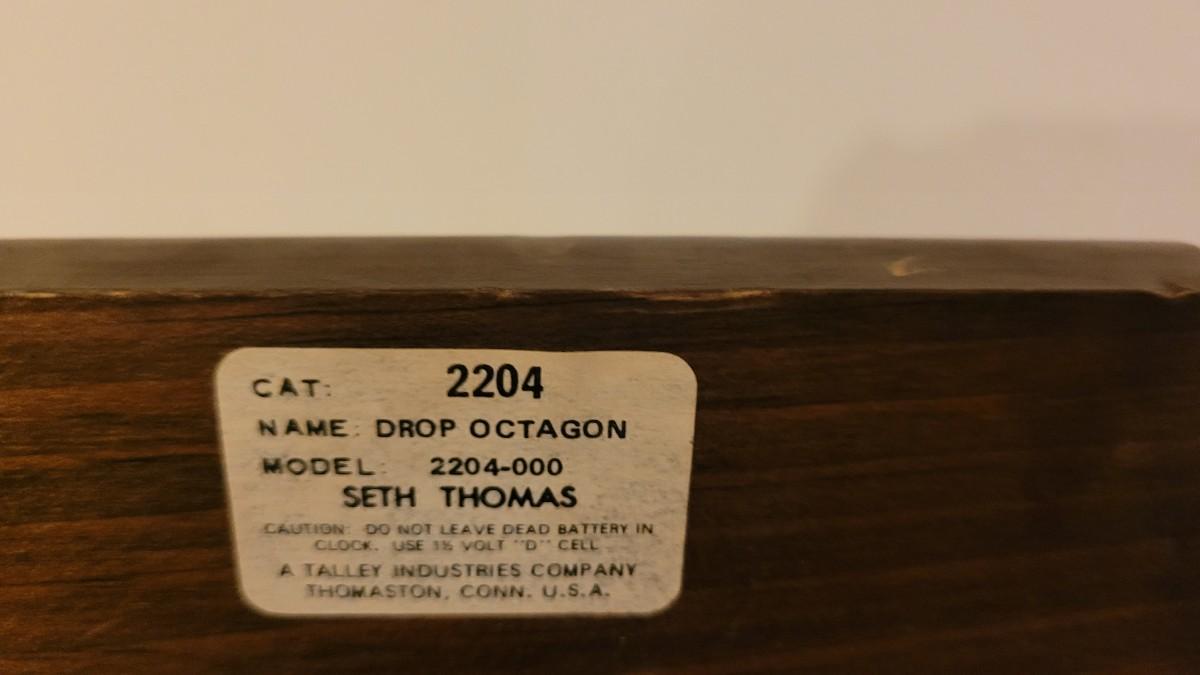 CAT: 2204
NAME: DROP OCTAGON
MODEL: 2204-000
SETH THOMAS
CAUTION: DO NOT LEAVE DEAD BATTERY IN
CLOCK. USE 1½ VOLT "D" CELL
A TALLEY INDUSTRIES COMPANY
THOMASTON, CONN. U.S.A.